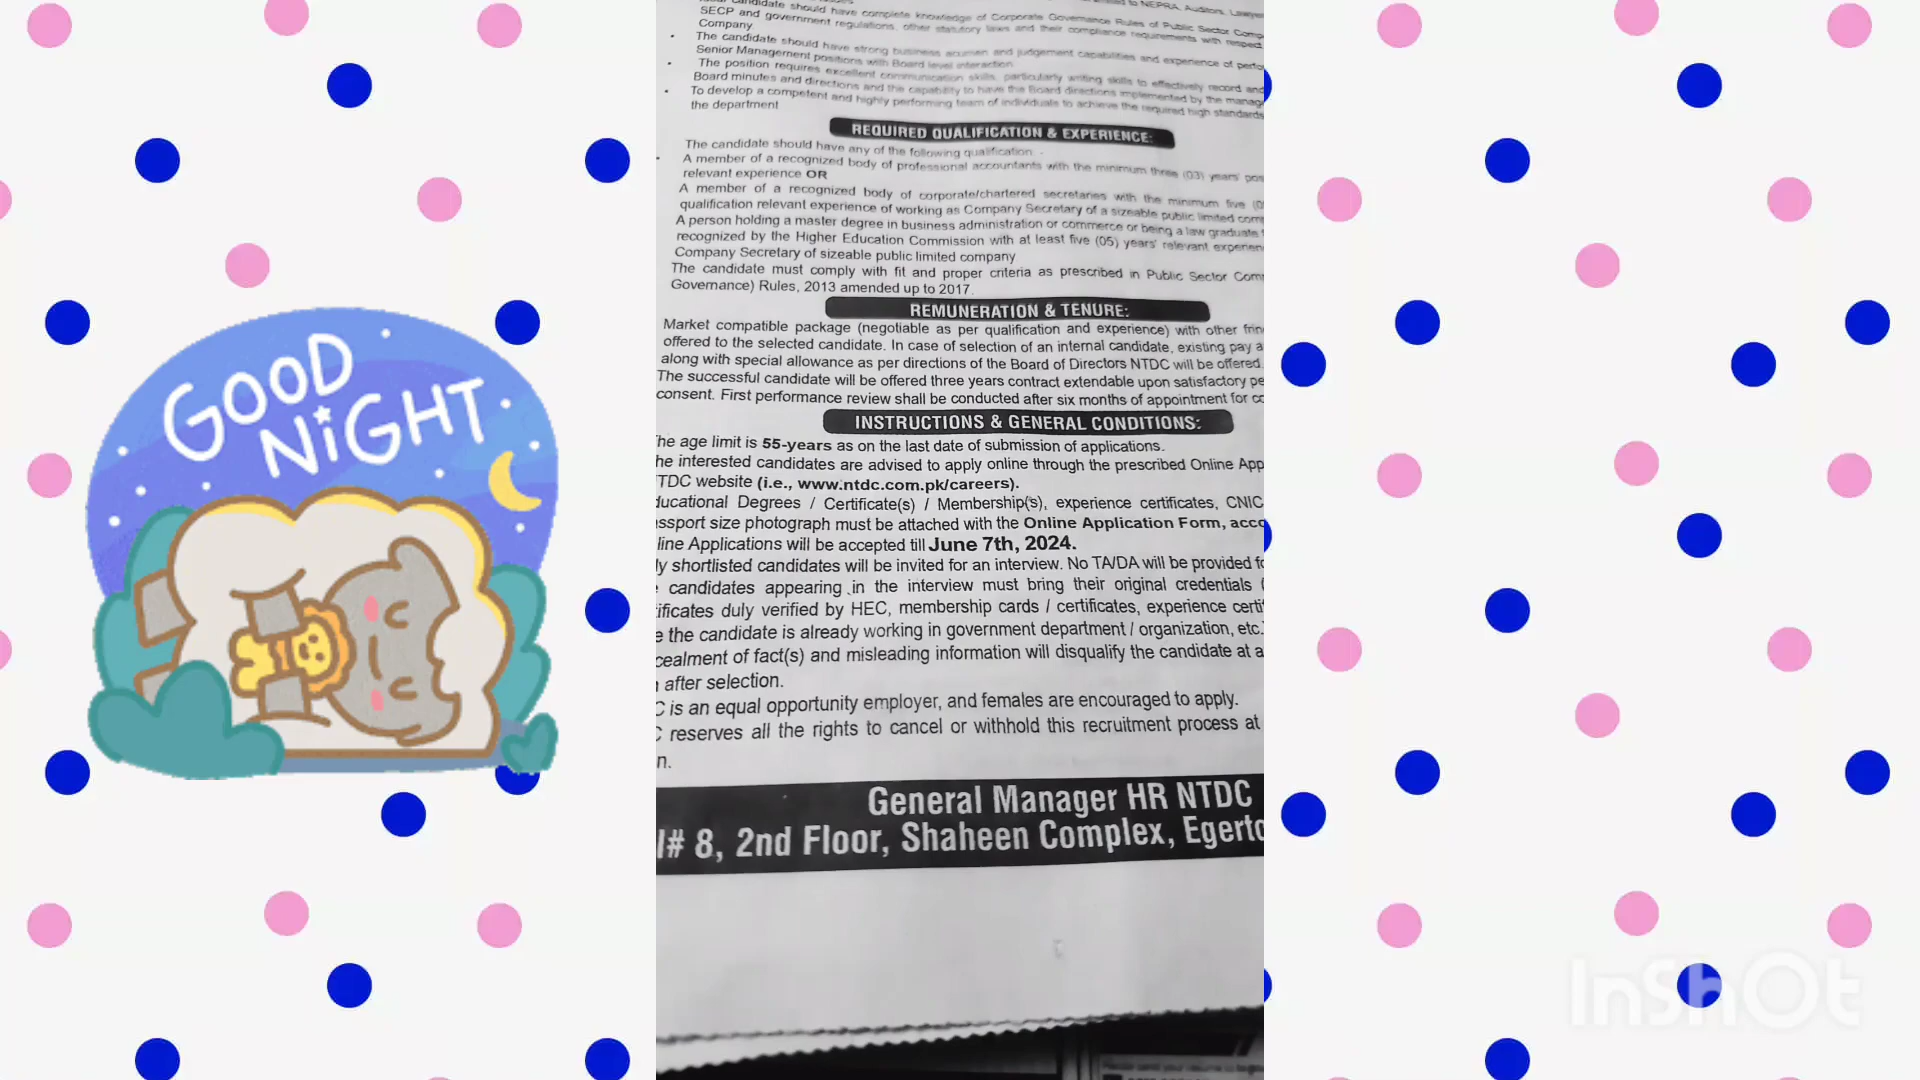 GOOD
NiGHT
candidate should have complete knowledge of Corporate Governance Rules of Public Sector
SECP and government regulations, other statutory laws and their compliance requirements with respect
Company
• The candidate should have strong business acumen and judgement capabilities and experience of
Senior Management positions with Board level interaction
• The position requires excellent communication skills, particularly writing skills to effectively record and
Board minutes and directions and the capability to have the Board directions implemented by the
• To develop a competent and highly performing team of individuals to achieve the required high standards
the department
REQUIRED QUALIFICATION & EXPERIENCE:
The candidate should have any of the following qualification: -
• A member of a recognized body of professional accountants with the minimum three (03) years'
relevant experience OR
A member of a recognized body of corporate/chartered secretaries with the minimum five
qualification relevant experience of working as Company Secretary of a sizeable public limited
A person holding a master degree in business administration or commerce or being a law graduate
recognized by the Higher Education Commission with at least five (05) years' relevant
Company Secretary of sizeable public limited company
The candidate must comply with fit and proper criteria as prescribed in Public Sector
Governance) Rules, 2013 amended up to 2017.
REMUNERATION & TENURE:
Market compatible package (negotiable as per qualification and experience) with other
offered to the selected candidate. In case of selection of an internal candidate, existing pay
along with special allowance as per directions of the Board of Directors NTDC will be offered.
The successful candidate will be offered three years contract extendable upon satisfactory
consent. First performance review shall be conducted after six months of appointment for
INSTRUCTIONS & GENERAL CONDITIONS:
he age limit is 55-years as on the last date of submission of applications.
he interested candidates are advised to apply online through the prescribed Online App
TDC website (i.e., www.ntdc.com.pk/careers).
ducational Degrees / Certificate(s) / Membership(s), experience certificates, CNIC
ssport size photograph must be attached with the Online Application Form, acco
line Applications will be accepted till June 7th, 2024.
ly shortlisted candidates will be invited for an interview. No TA/DA will be provided fo
candidates appearing in the interview must bring their original credentials
ificates duly verified by HEC, membership cards / certificates, experience certi
e the candidate is already working in government department / organization, etc.
cealment of fact(s) and misleading information will disqualify the candidate at a
after selection.
C is an equal opportunity employer, and females are encouraged to apply.
C reserves all the rights to cancel or withhold this recruitment process at
n.
General Manager HR NTDC
l# 8, 2nd Floor, Shaheen Complex, Egerto
InShOt